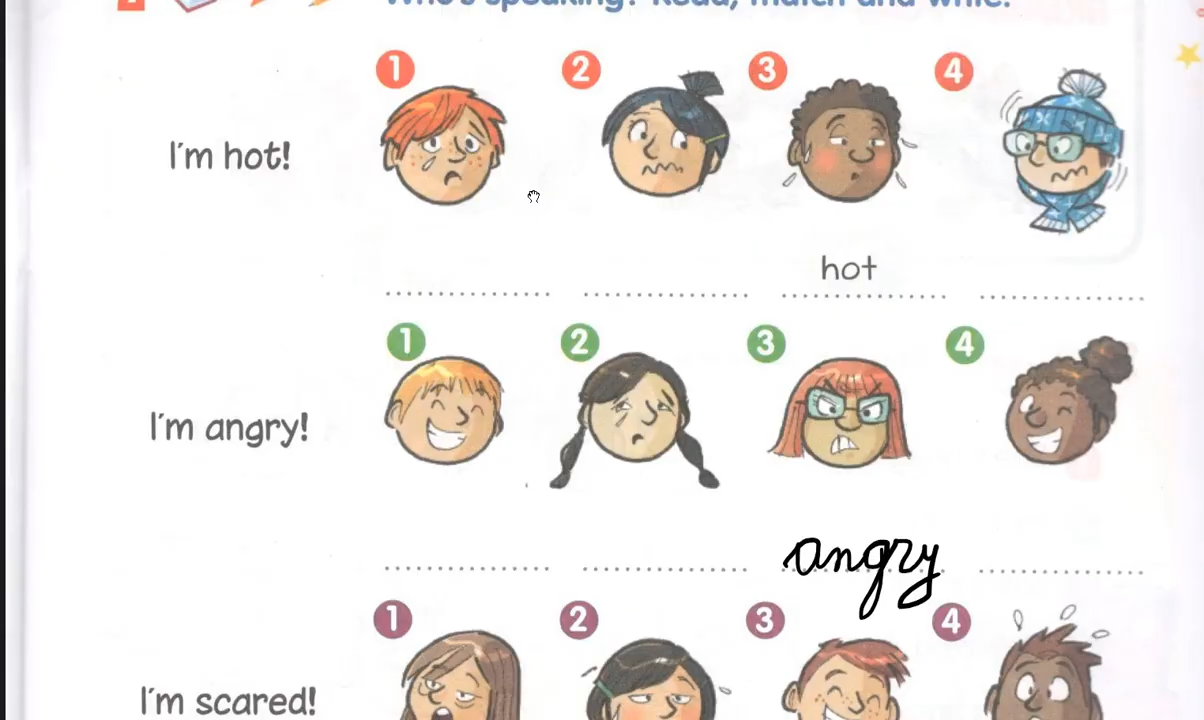 Who's speaking? Read, match and write.
1 2 3 4
I'm hot!
hot
1 2 3 4
I'm angry!
angry
1 2 3 4
I'm scared!